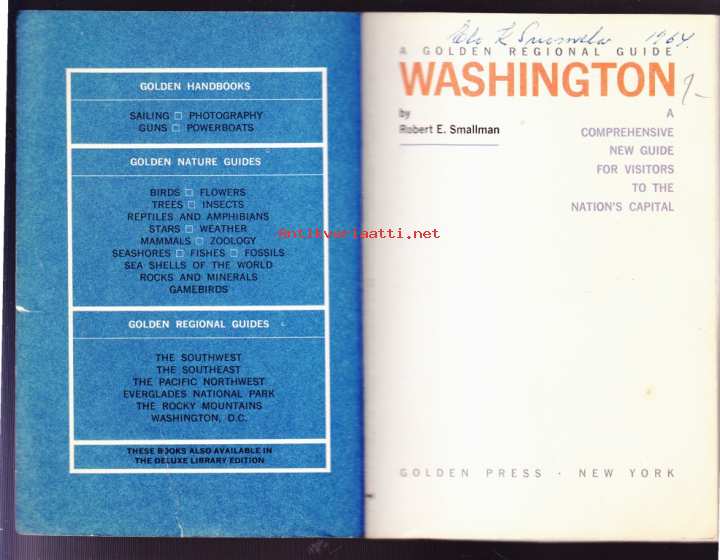 GOLDEN HANDBOOKS
SAILING □ PHOTOGRAPHY
GUNS □ POWERBOATS
GOLDEN NATURE GUIDES
BIRDS □ FLOWERS
TREES □ INSECTS
REPTILES AND AMPHIBIANS
STARS □ WEATHER
MAMMALS □ ZOOLOGY
SEASHORES □ FISHES □ FOSSILS
SEA SHELLS OF THE WORLD
ROCKS AND MINERALS
GAMEBIRDS
GOLDEN REGIONAL GUIDES
THE SOUTHWEST
THE SOUTHEAST
THE PACIFIC NORTHWEST
EVERGLADES NATIONAL PARK
THE ROCKY MOUNTAINS
WASHINGTON, D.C.
THESE BOOKS ALSO AVAILABLE IN
THE DELUXE LIBRARY EDITION
1964.
A GOLDEN REGIONAL GUIDE
WASHINGTON
by
Robert E. Smallman
A
COMPREHENSIVE
NEW GUIDE
FOR VISITORS
TO THE
NATION'S CAPITAL
GOLDEN PRESS · NEW YORK
Antikvariaatti.net